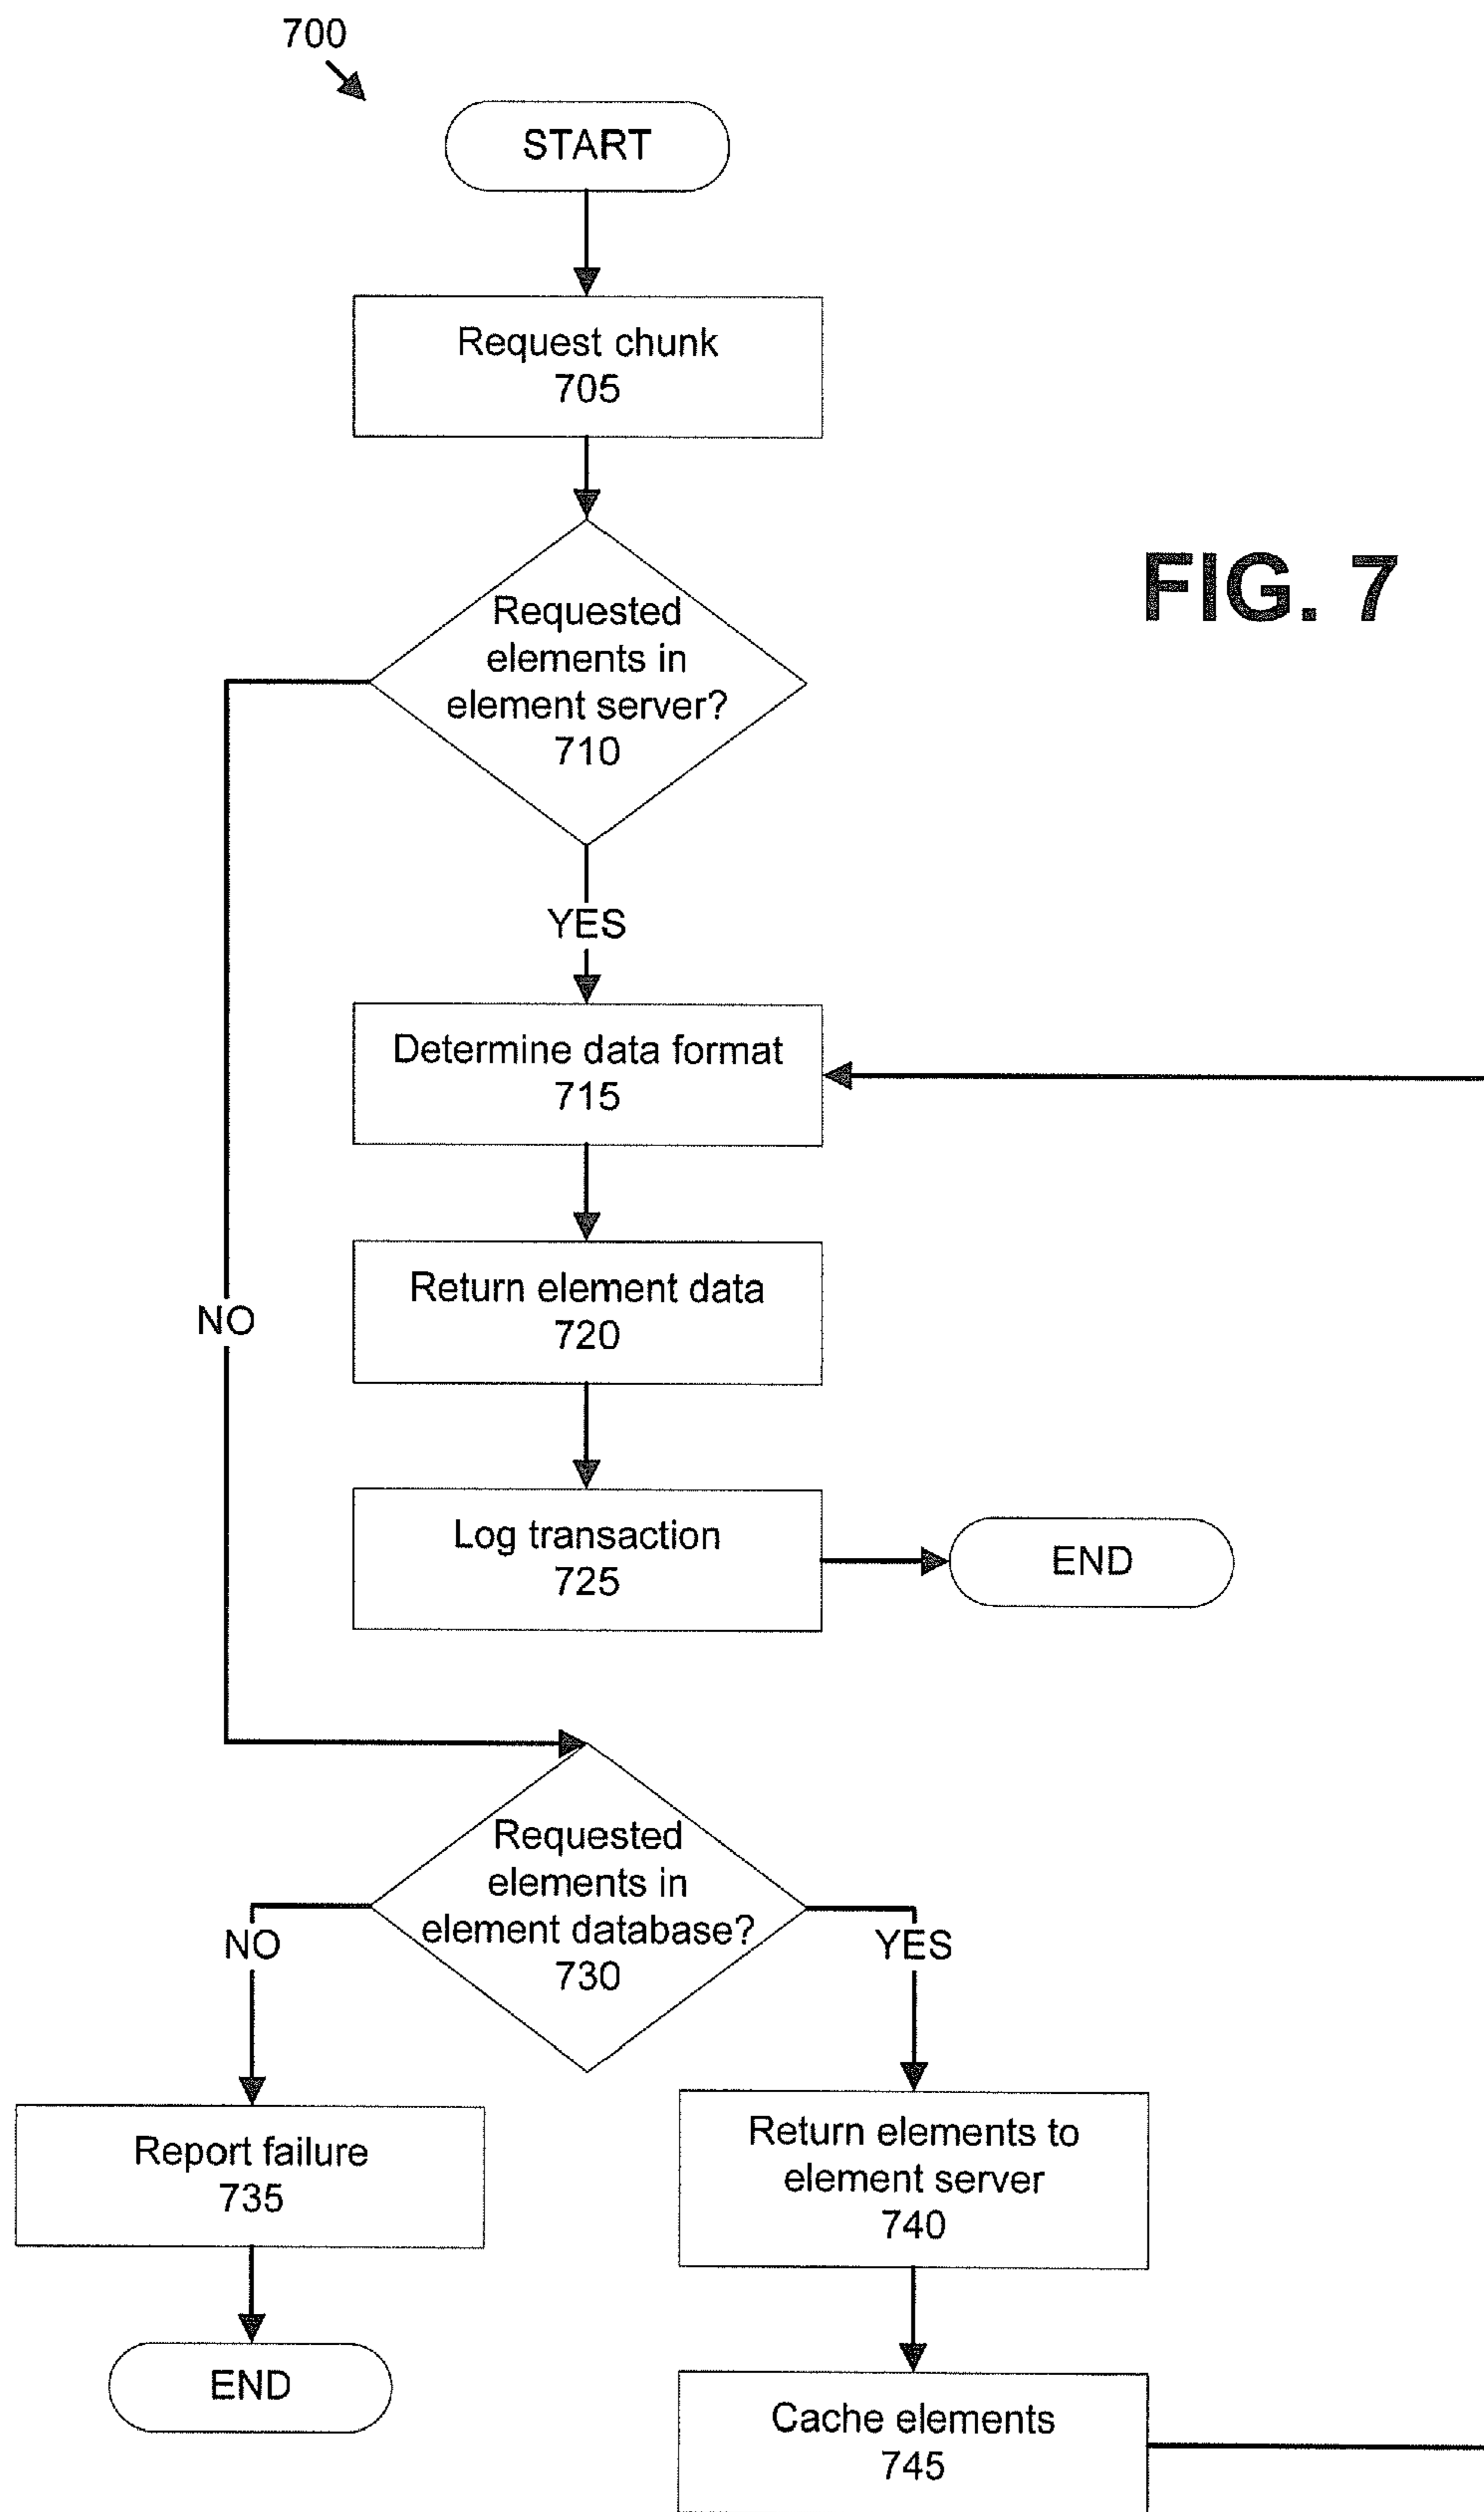 700
START
Request chunk
705
FIG. 7
Requested
elements in
element server?
710
YES
Determine data format
715
Return element data
720
NO
Log transaction
725
END
Requested
elements in
element database?
730
NO
YES
Report failure
735
Return elements to
element server
740
END
Cache elements
745